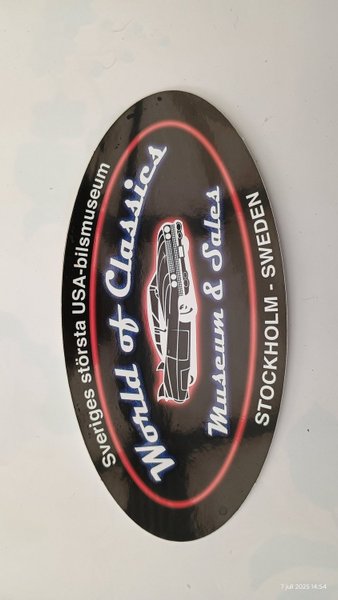 Sveriges största USA-bilsmuseum
World of Classics
Museum & Sales
STOCKHOLM - SWEDEN
7 juli 2025 14:54